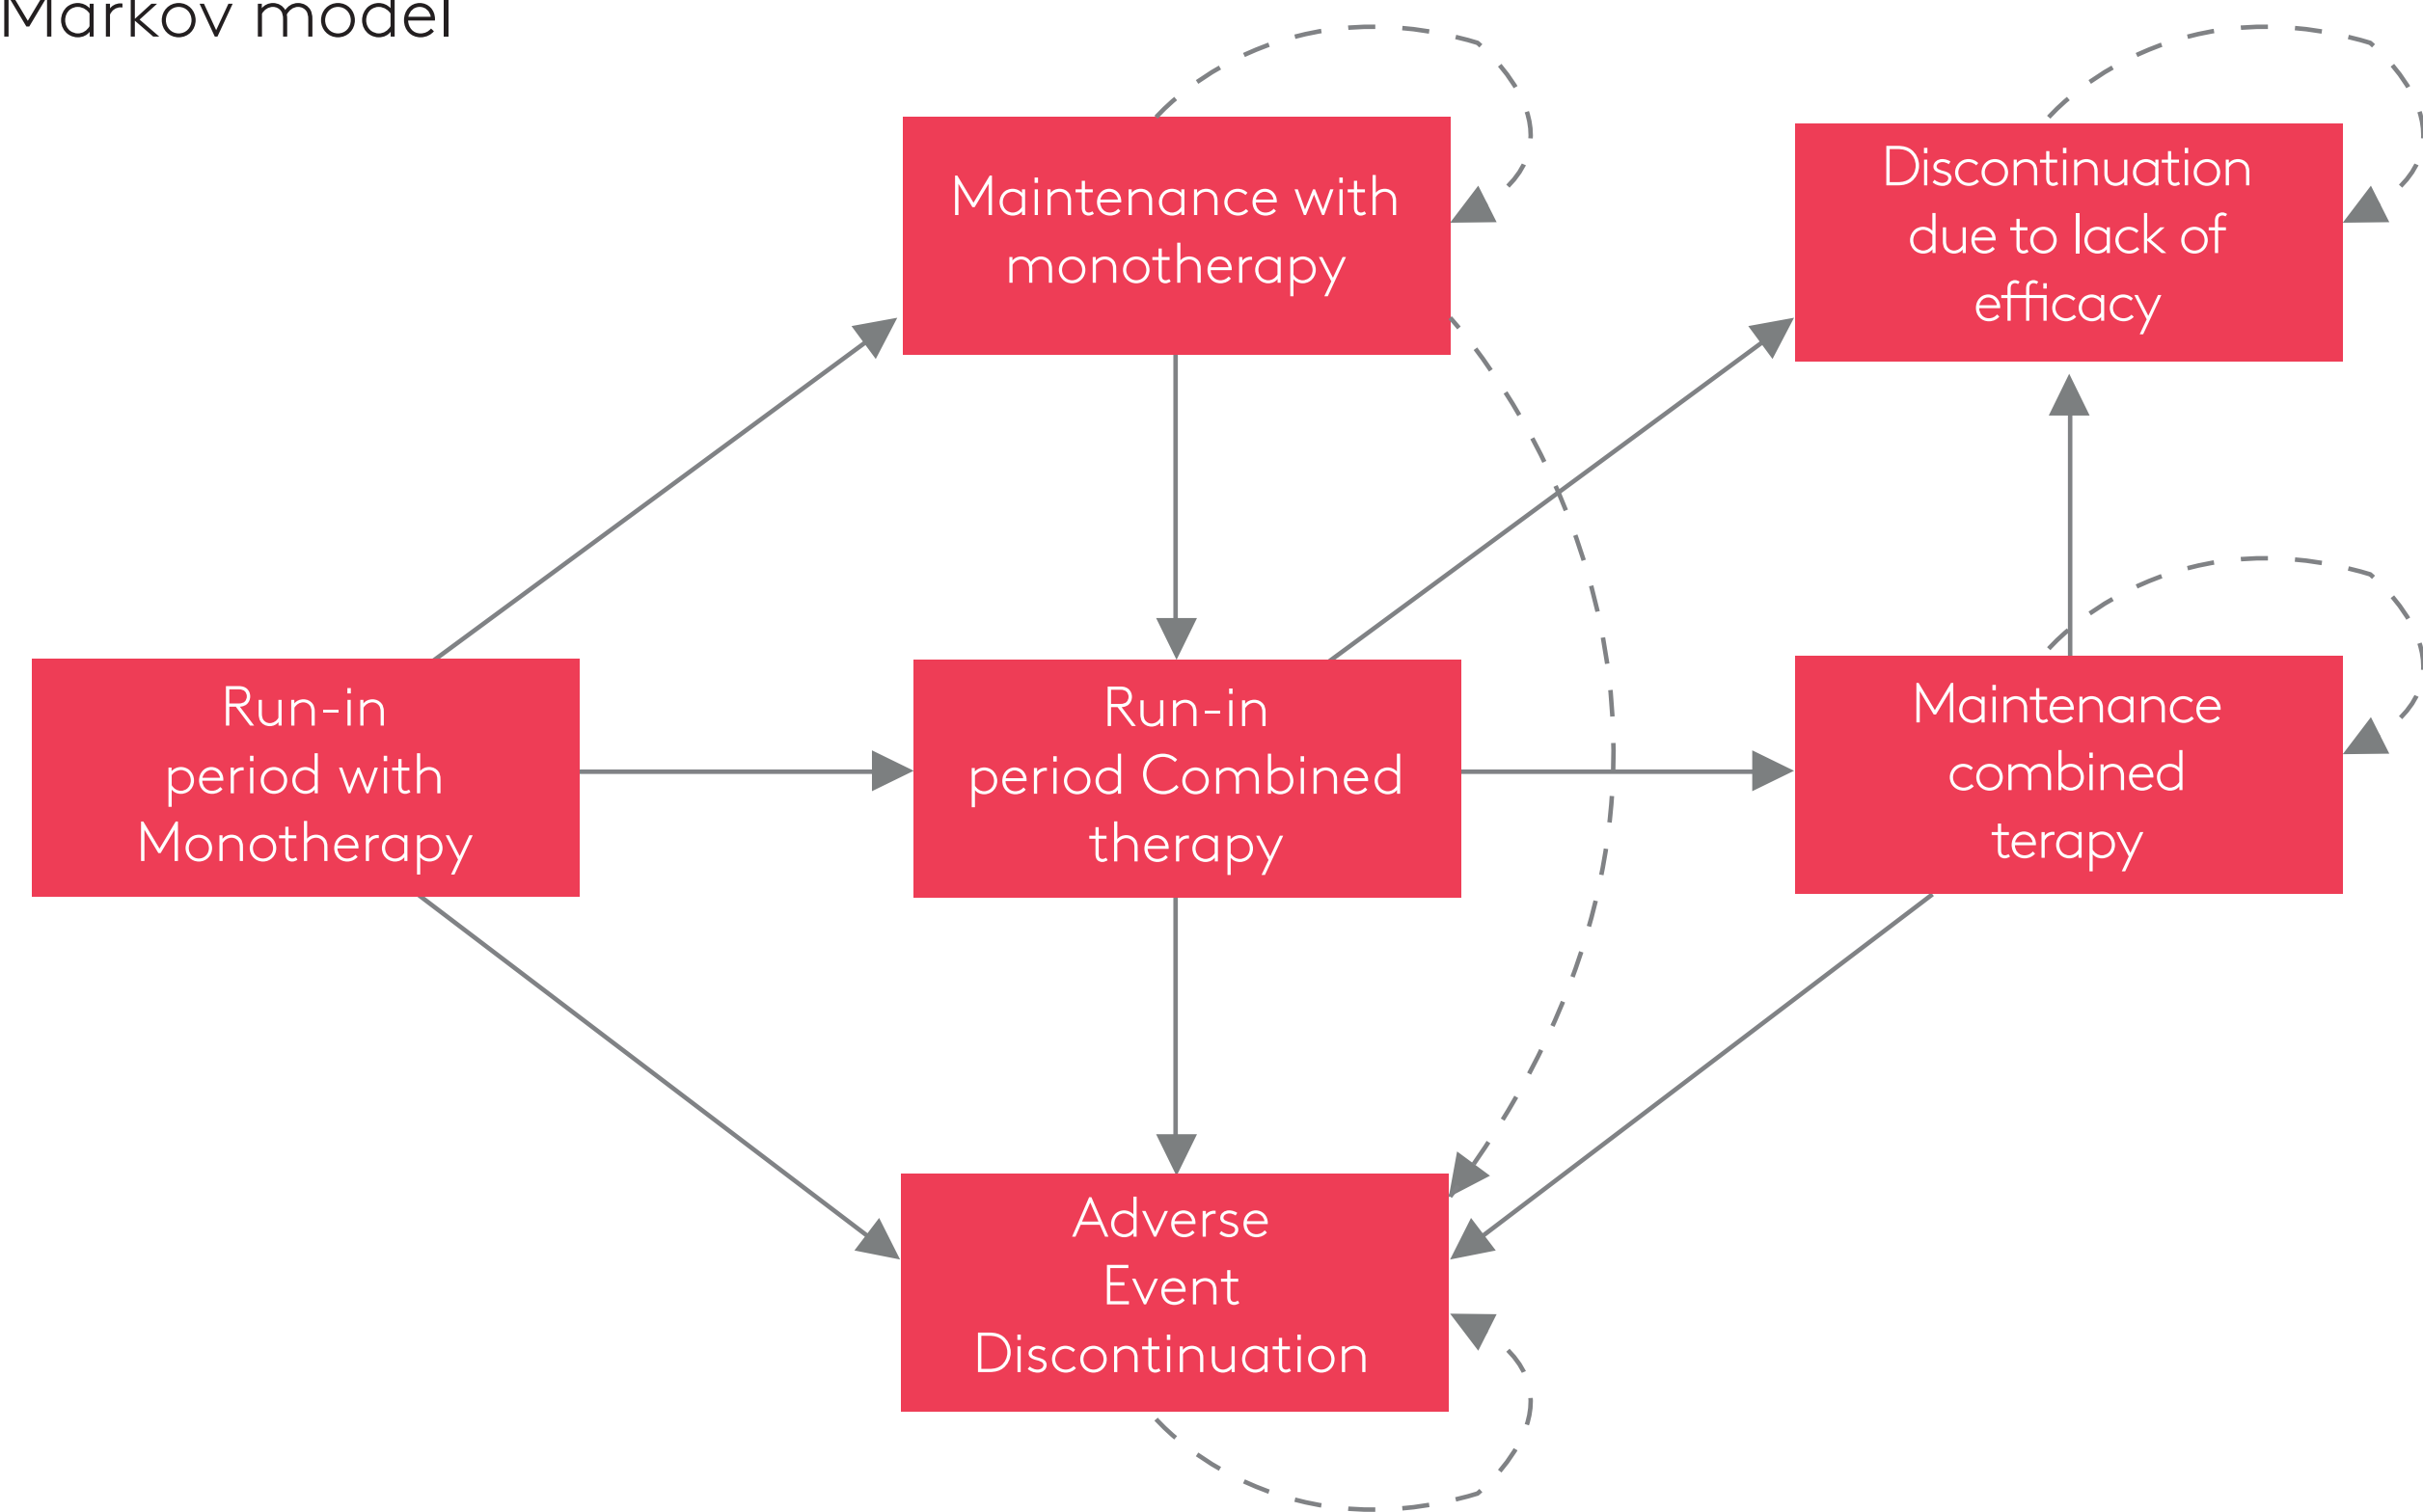 Markov model
Maintenance with
monotherapy
Discontinuation
due to lack of
efficacy
Run-in
period with
Monotherapy
Run-in
period Combined
therapy
Maintenance
combined
terapy
Adverse
Event
Discontinuation